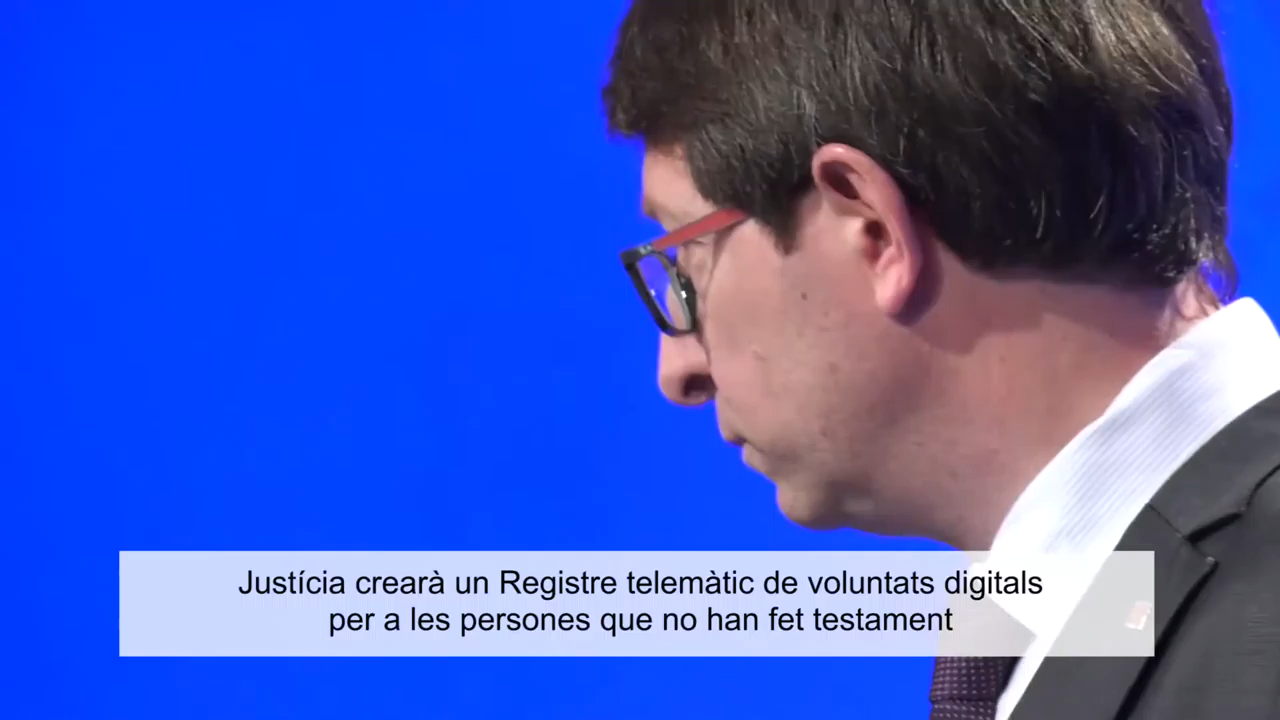 Justícia crearà un Registre telemàtic de voluntats digitals
per a les persones que no han fet testament